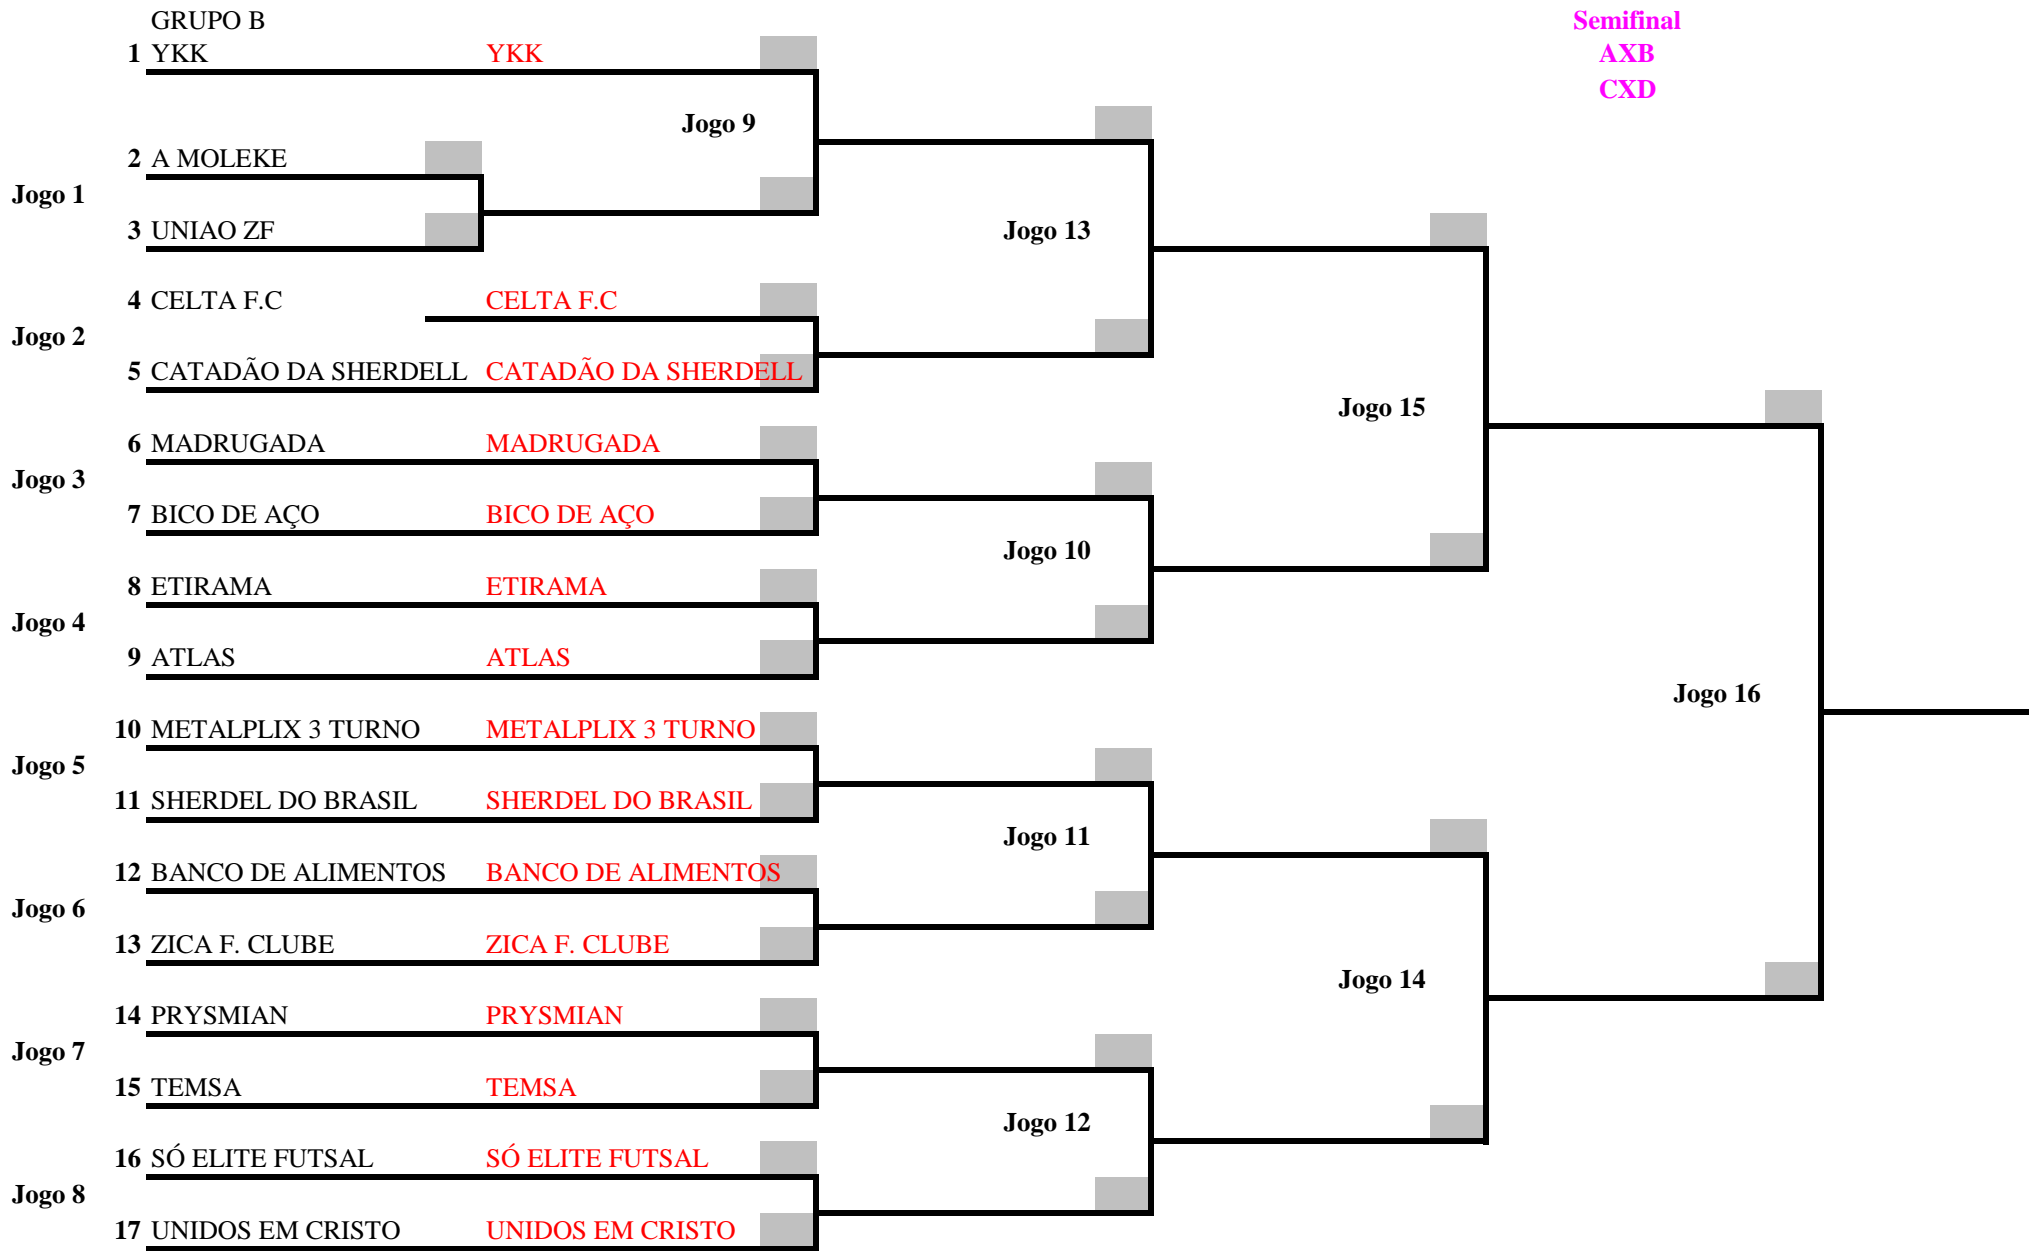 GRUPO B
Semifinal
1 YKK YKK
AXB
CXD
Jogo 9
2 A MOLEKE
Jogo 1
3 UNIAO ZF
Jogo 13
4 CELTA F.C CELTA F.C
Jogo 2
5 CATADÃO DA SHERDELL CATADÃO DA SHERDELL
Jogo 15
6 MADRUGADA MADRUGADA
Jogo 3
7 BICO DE AÇO BICO DE AÇO
Jogo 10
8 ETIRAMA ETIRAMA
Jogo 4
9 ATLAS ATLAS
Jogo 16
10 METALPLIX 3 TURNO METALPLIX 3 TURNO
Jogo 5
11 SHERDEL DO BRASIL SHERDEL DO BRASIL
Jogo 11
12 BANCO DE ALIMENTOS BANCO DE ALIMENTOS
Jogo 6
13 ZICA F. CLUBE ZICA F. CLUBE
Jogo 14
14 PRYSMIAN PRYSMIAN
Jogo 7
15 TEMSA TEMSA
Jogo 12
16 SÓ ELITE FUTSAL SÓ ELITE FUTSAL
Jogo 8
17 UNIDOS EM CRISTO UNIDOS EM CRISTO